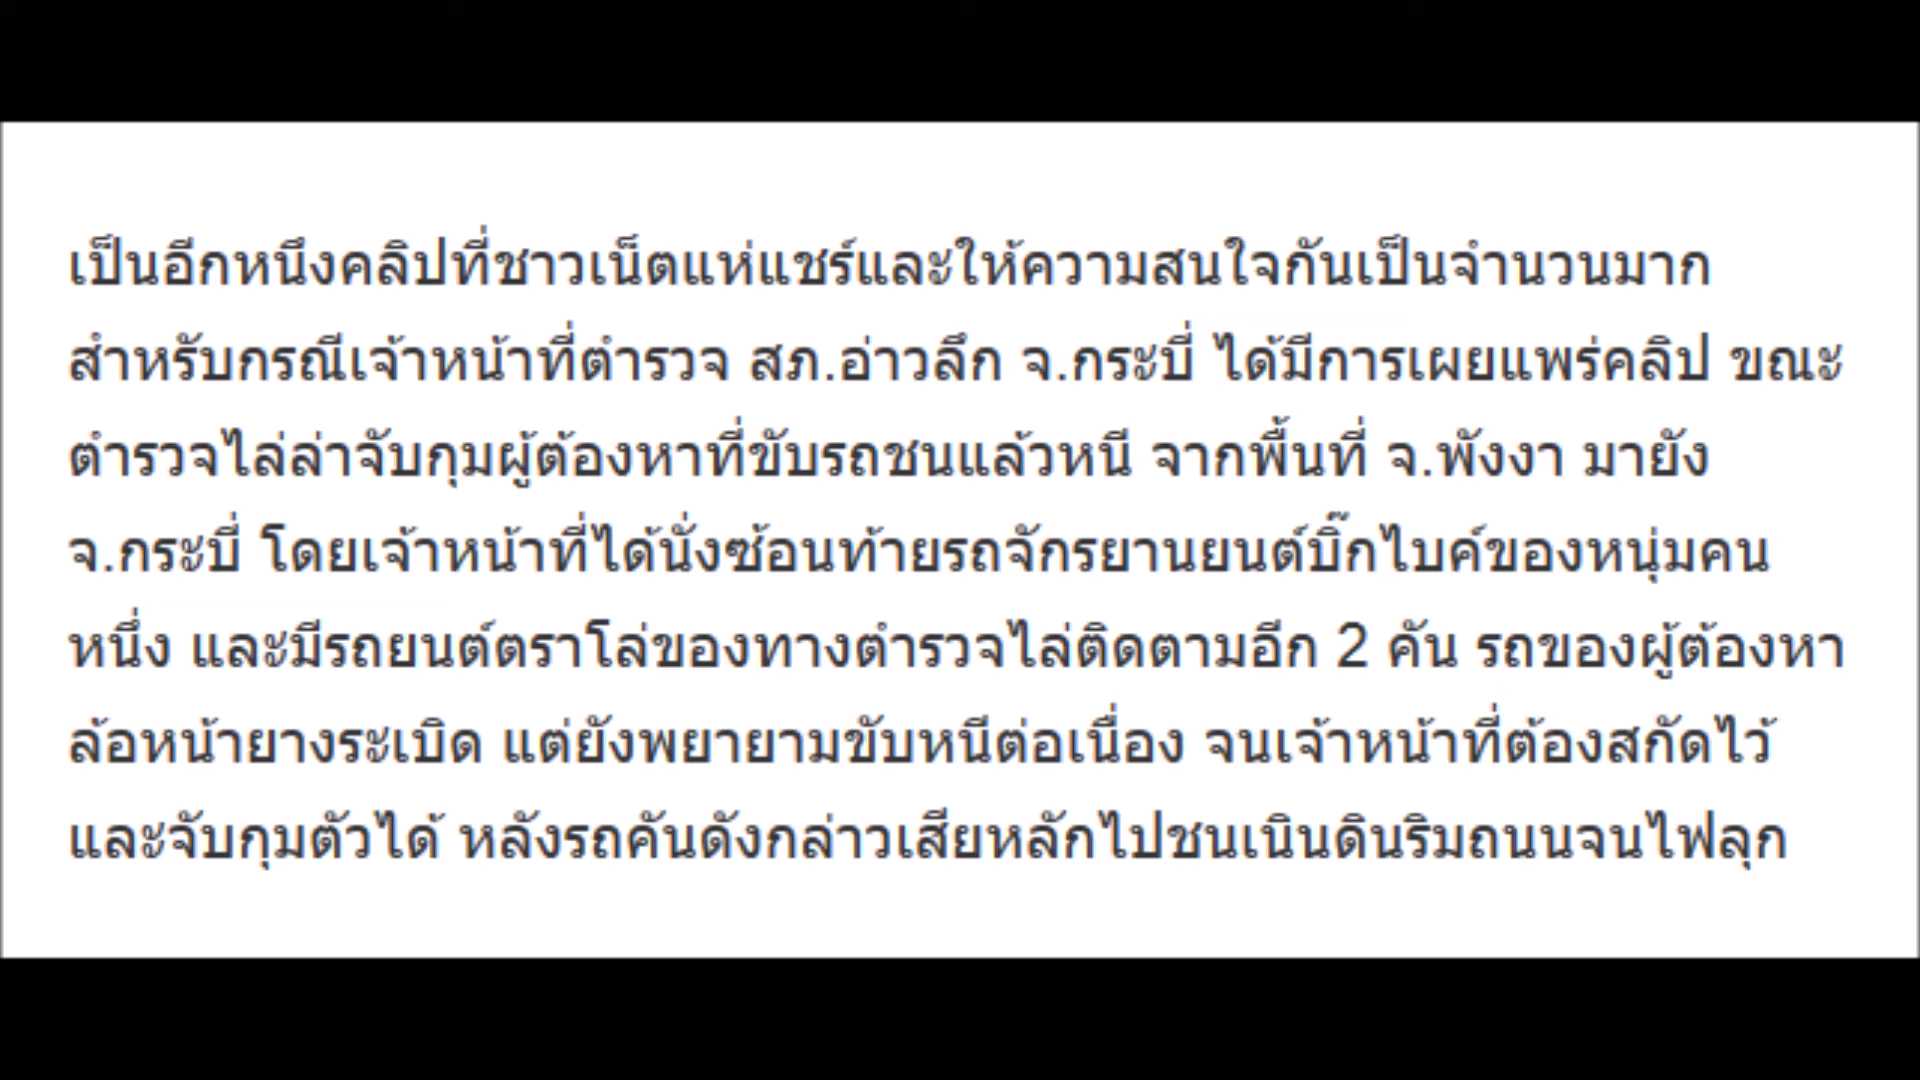 เป็นอีกหนึ่งคลิปที่ชาวเน็ตแห่แชร์และให้ความสนใจกันเป็นจำนวนมาก
สำหรับกรณีเจ้าหน้าที่ตำรวจ สภ.อ่าวลึก จ.กระบี่ ได้มีการเผยแพร่คลิป ขณะ
ตำรวจไล่ล่าจับกุมผู้ต้องหาที่ขับรถชนแล้วหนี จากพื้นที่ จ.พังงา มายัง
จ.กระบี่ โดยเจ้าหน้าที่ได้นั่งซ้อนท้ายรถจักรยานยนต์บิ๊กไบค์ของหนุ่มคน
หนึ่ง และมีรถยนต์ตราโล่ของทางตำรวจไล่ติดตามอีก 2 คัน รถของผู้ต้องหา
ล้อหน้ายางระเบิด แต่ยังพยายามขับหนีต่อเนื่อง จนเจ้าหน้าที่ต้องสกัดไว้
และจับกุมตัวได้ หลังรถคันดังกล่าวเสียหลักไปชนเนินดินริมถนนจนไฟลุก